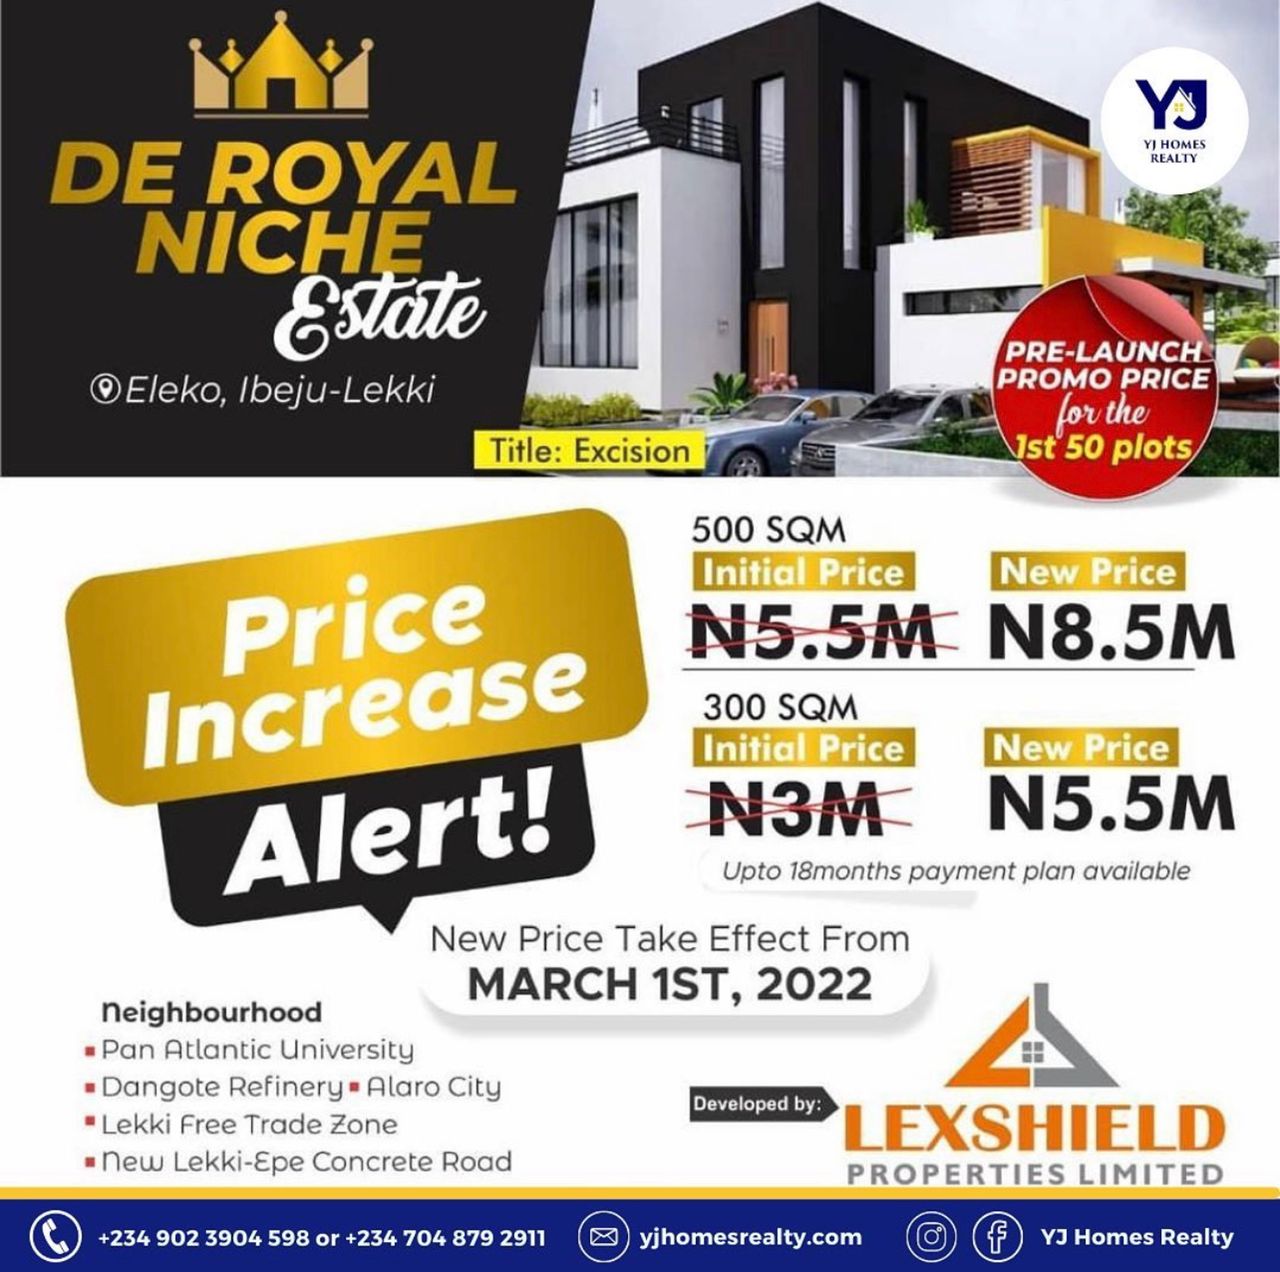 DE ROYAL
NICHE
Estate
Eleko, Ibeju-Lekki
Title: Excision
YJ
YJ HOMES
REALTY
PRE-LAUNCH
PROMO PRICE
for the
1st 50 plots
Price
Increase
Alert!
500 SQM
Initial Price New Price
N5.5M N8.5M
300 SQM
Initial Price New Price
N3M N5.5M
Upto 18months payment plan available
New Price Take Effect From
MARCH 1ST, 2022
Neighbourhood
▪ Pan Atlantic University
▪ Dangote Refinery ▪ Alaro City
▪ Lekki Free Trade Zone
▪ New Lekki-Epe Concrete Road
Developed by:
LEXSHIELD
PROPERTIES LIMITED
+234 902 3904 598 or +234 704 879 2911 yjhomesrealty.com YJ Homes Realty